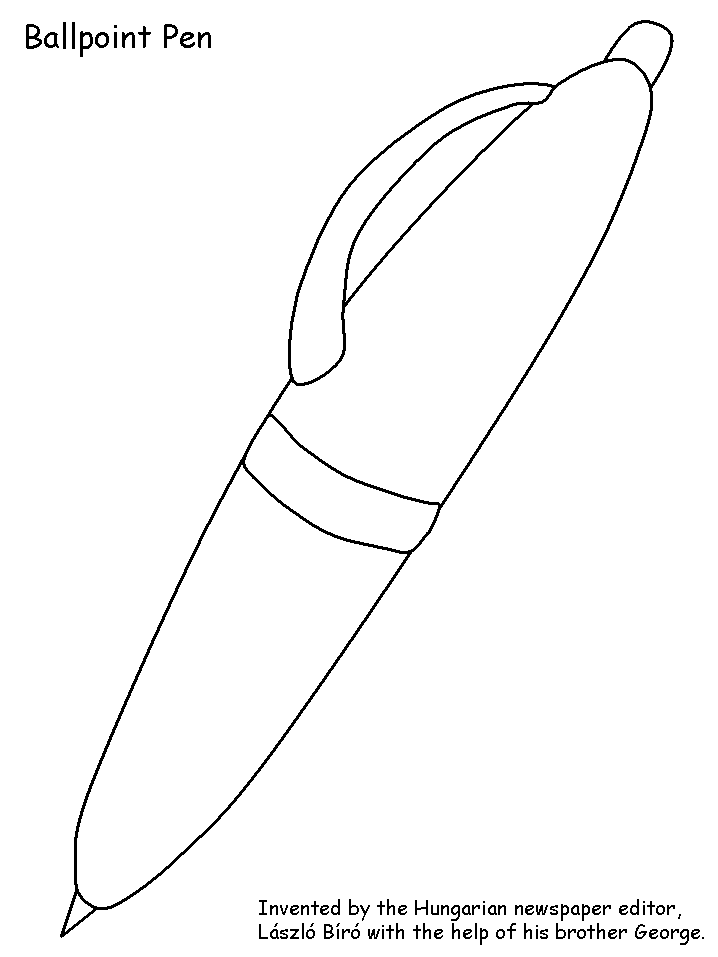 Ballpoint Pen
Invented by the Hungarian newspaper editor,
László Bíró with the help of his brother George.